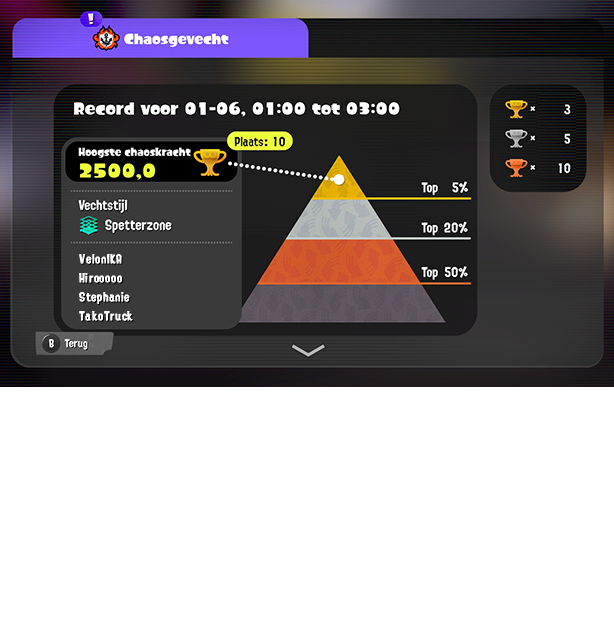 !
Chaosgevecht
Record voor 01-06, 01:00 tot 03:00
Hoogste chaoskracht
2500,0
Plaats: 10
Vechtstijl
Spetterzone
VelonIKA
Hirooooo
Stephanie
TakoTruck
Top 5%
Top 20%
Top 50%
× 3
× 5
× 10
B Terug